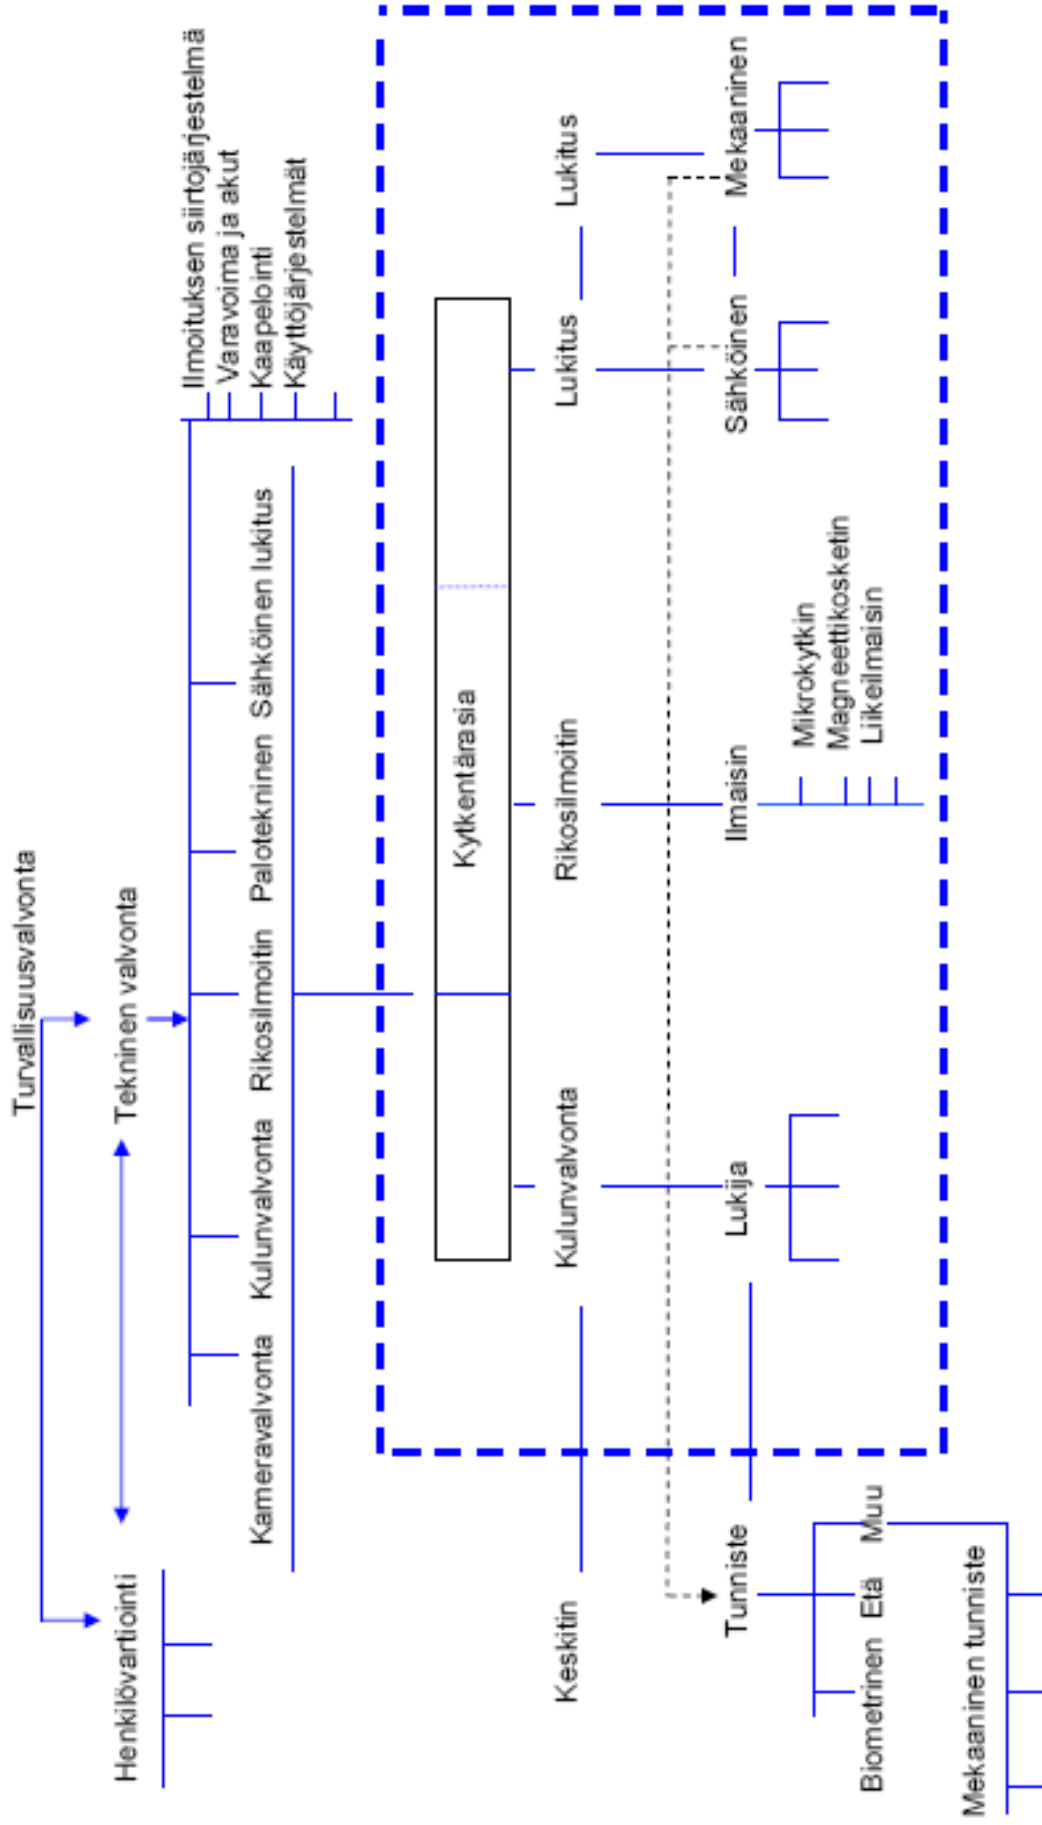 Turvallisuusvalvonta
Henkilövartiointi
Tekninen valvonta
Ilmoituksen siirtojärjestelmä
Varavoima ja akut
Kaapelointi
Käyttöjärjestelmät
Kameravalvonta
Kulunvalvonta
Rikosilmoitin
Palotekninen
Sähköinen lukitus
Kytkentärasia
Keskitin
Kulunvalvonta
Rikosilmoitin
Lukitus
Lukitus
Tunniste
Lukija
Ilmaisin
Sähköinen
Mekaaninen
Mikrokytkin
Magneettikosketin
Liikeilmaisin
Biometrinen
Etä
Muu
Mekaaninen tunniste